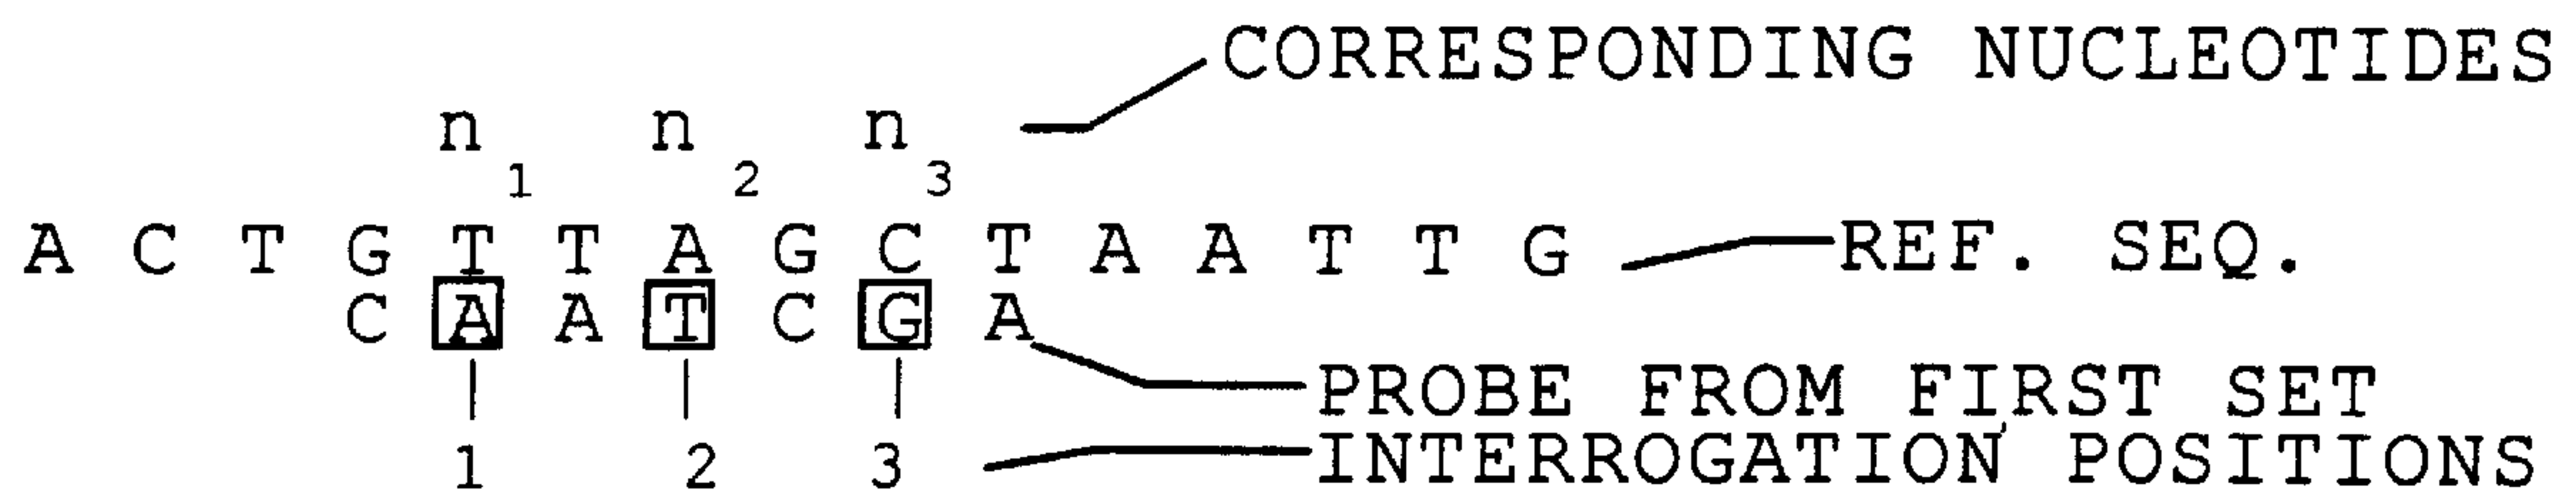 CORRESPONDING NUCLEOTIDES
n1 n2 n3
A C T G T T A G C T A A T T G REF. SEQ.
C A A T C G A
PROBE FROM FIRST SET
1 2 3 INTERROGATION POSITIONS